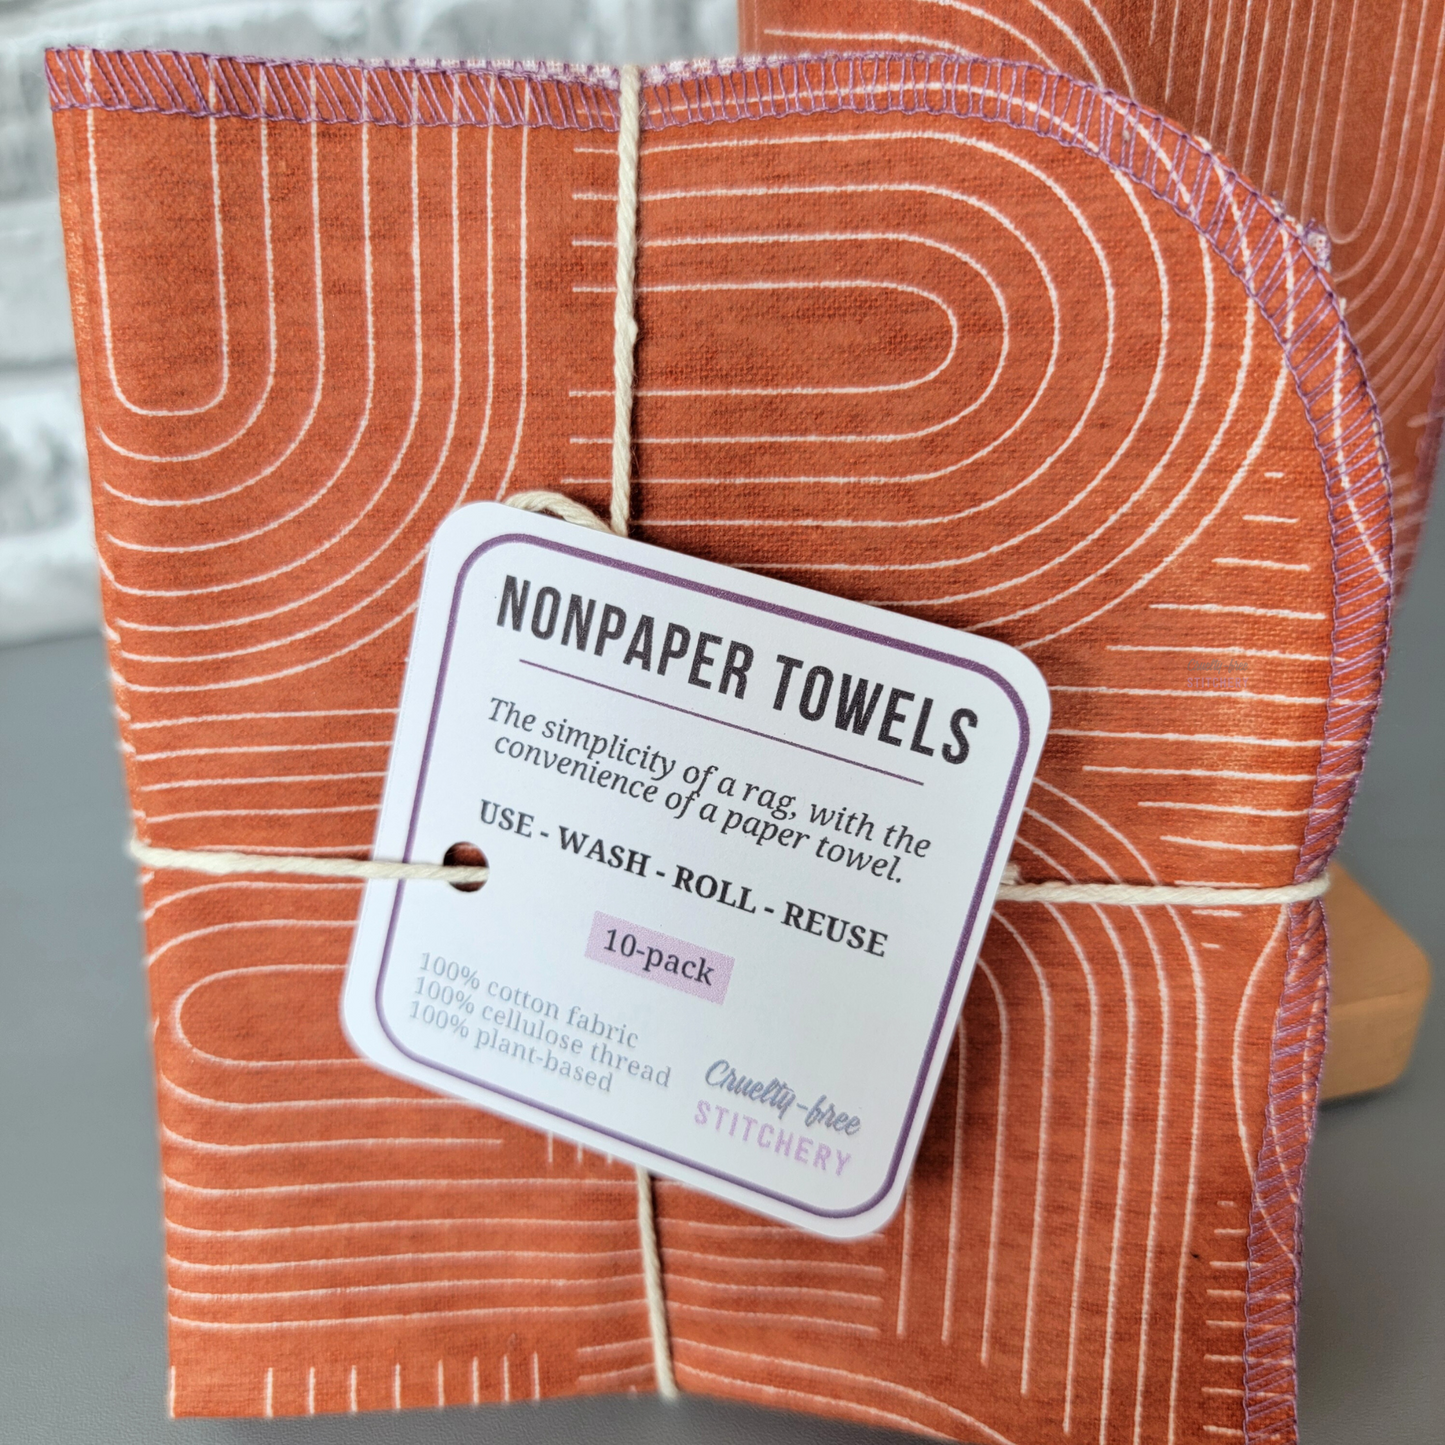 NONPAPER TOWELS
The simplicity of a rag, with the
convenience of a paper towel.
USE - WASH - ROLL - REUSE
10-pack
100% cotton fabric
100% cellulose thread
100% plant-based
Cruelty-free
STITCHERY